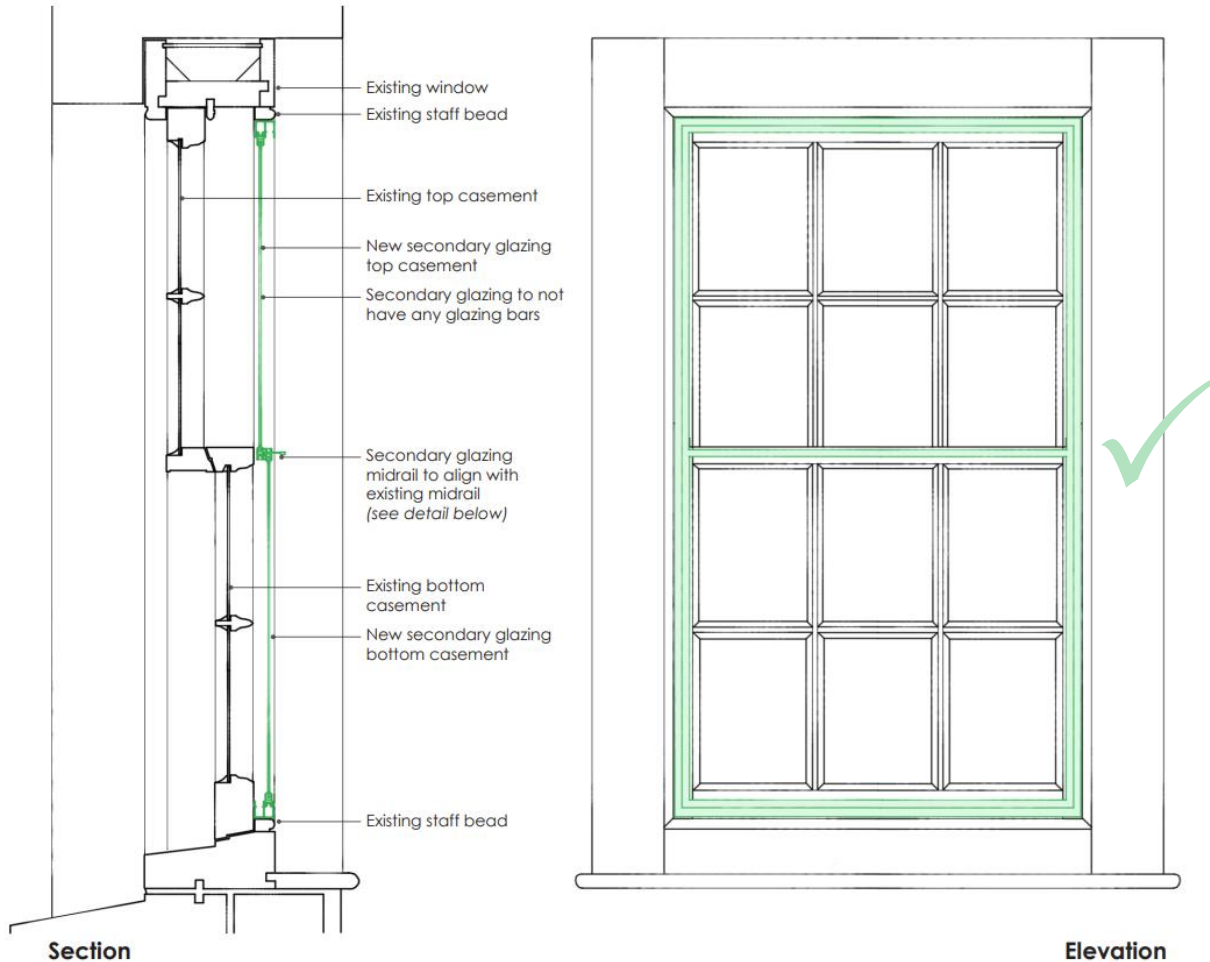 Existing window
Existing staff bead
Existing top casement
New secondary glazing
top casement
Secondary glazing to not
have any glazing bars
Secondary glazing
midrail to align with
existing midrail
(see detail below)
Existing bottom
casement
New secondary glazing
bottom casement
Existing staff bead
Section
Elevation